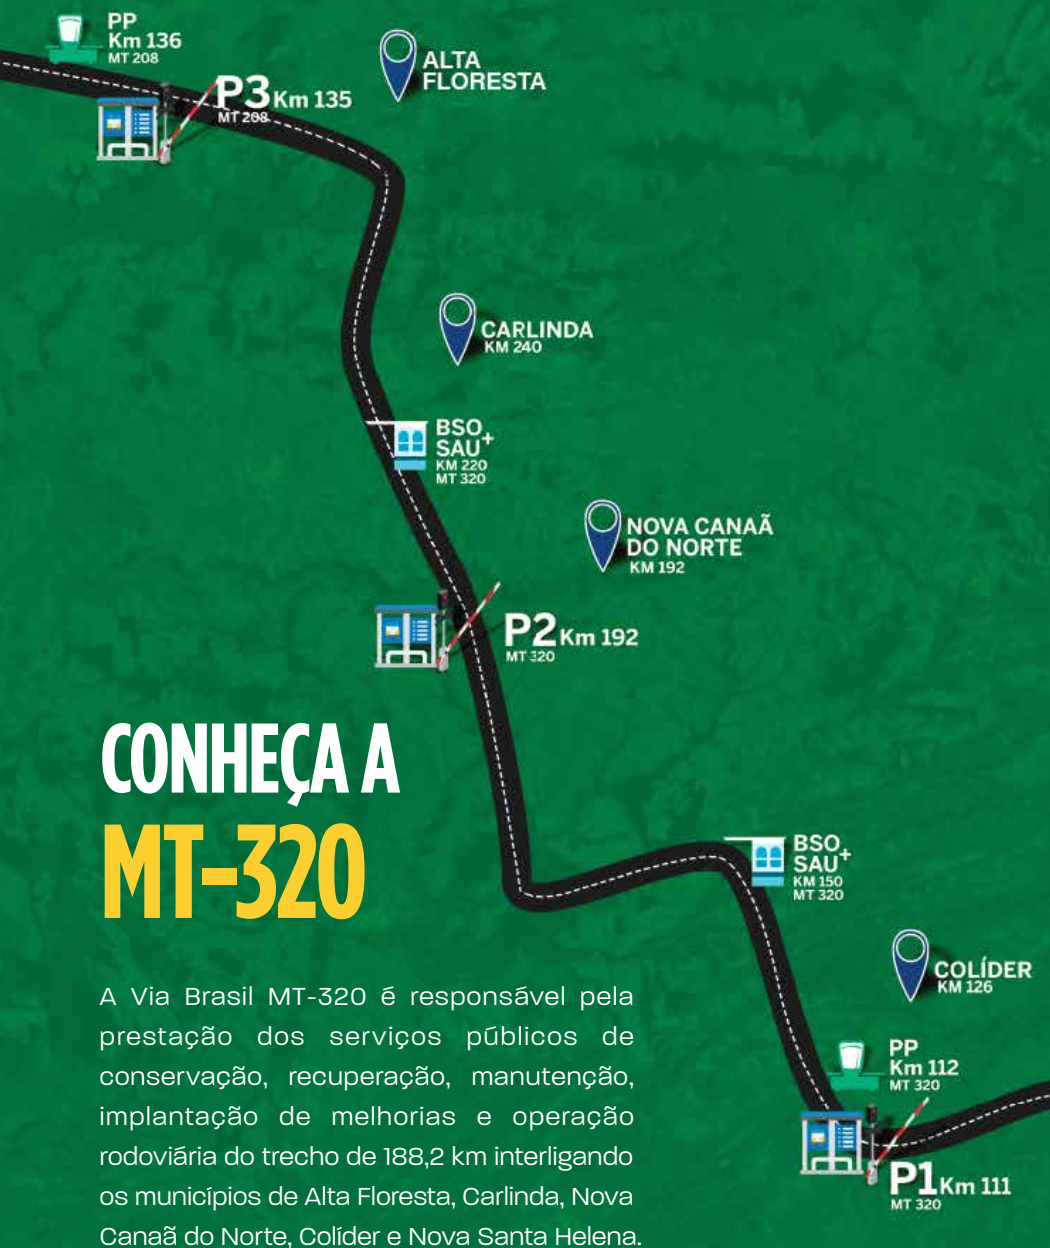 PP
Km 136
MT 208
P3 Km 135
MT 208
ALTA
FLORESTA
CARLINDA
KM 240
BSO
SAU+
KM 220
MT 320
NOVA CANAÃ
DO NORTE
KM 192
P2 Km 192
MT 320
CONHEÇA A
MT-320
BSO
SAU+
KM 150
MT 320
COLÍDER
KM 126
PP
Km 112
MT 320
P1 Km 111
MT 320
A Via Brasil MT-320 é responsável pela
prestação dos serviços públicos de
conservação, recuperação, manutenção,
implantação de melhorias e operação
rodoviária do trecho de 188,2 km interligando
os municípios de Alta Floresta, Carlinda, Nova
Canaã do Norte, Colíder e Nova Santa Helena.